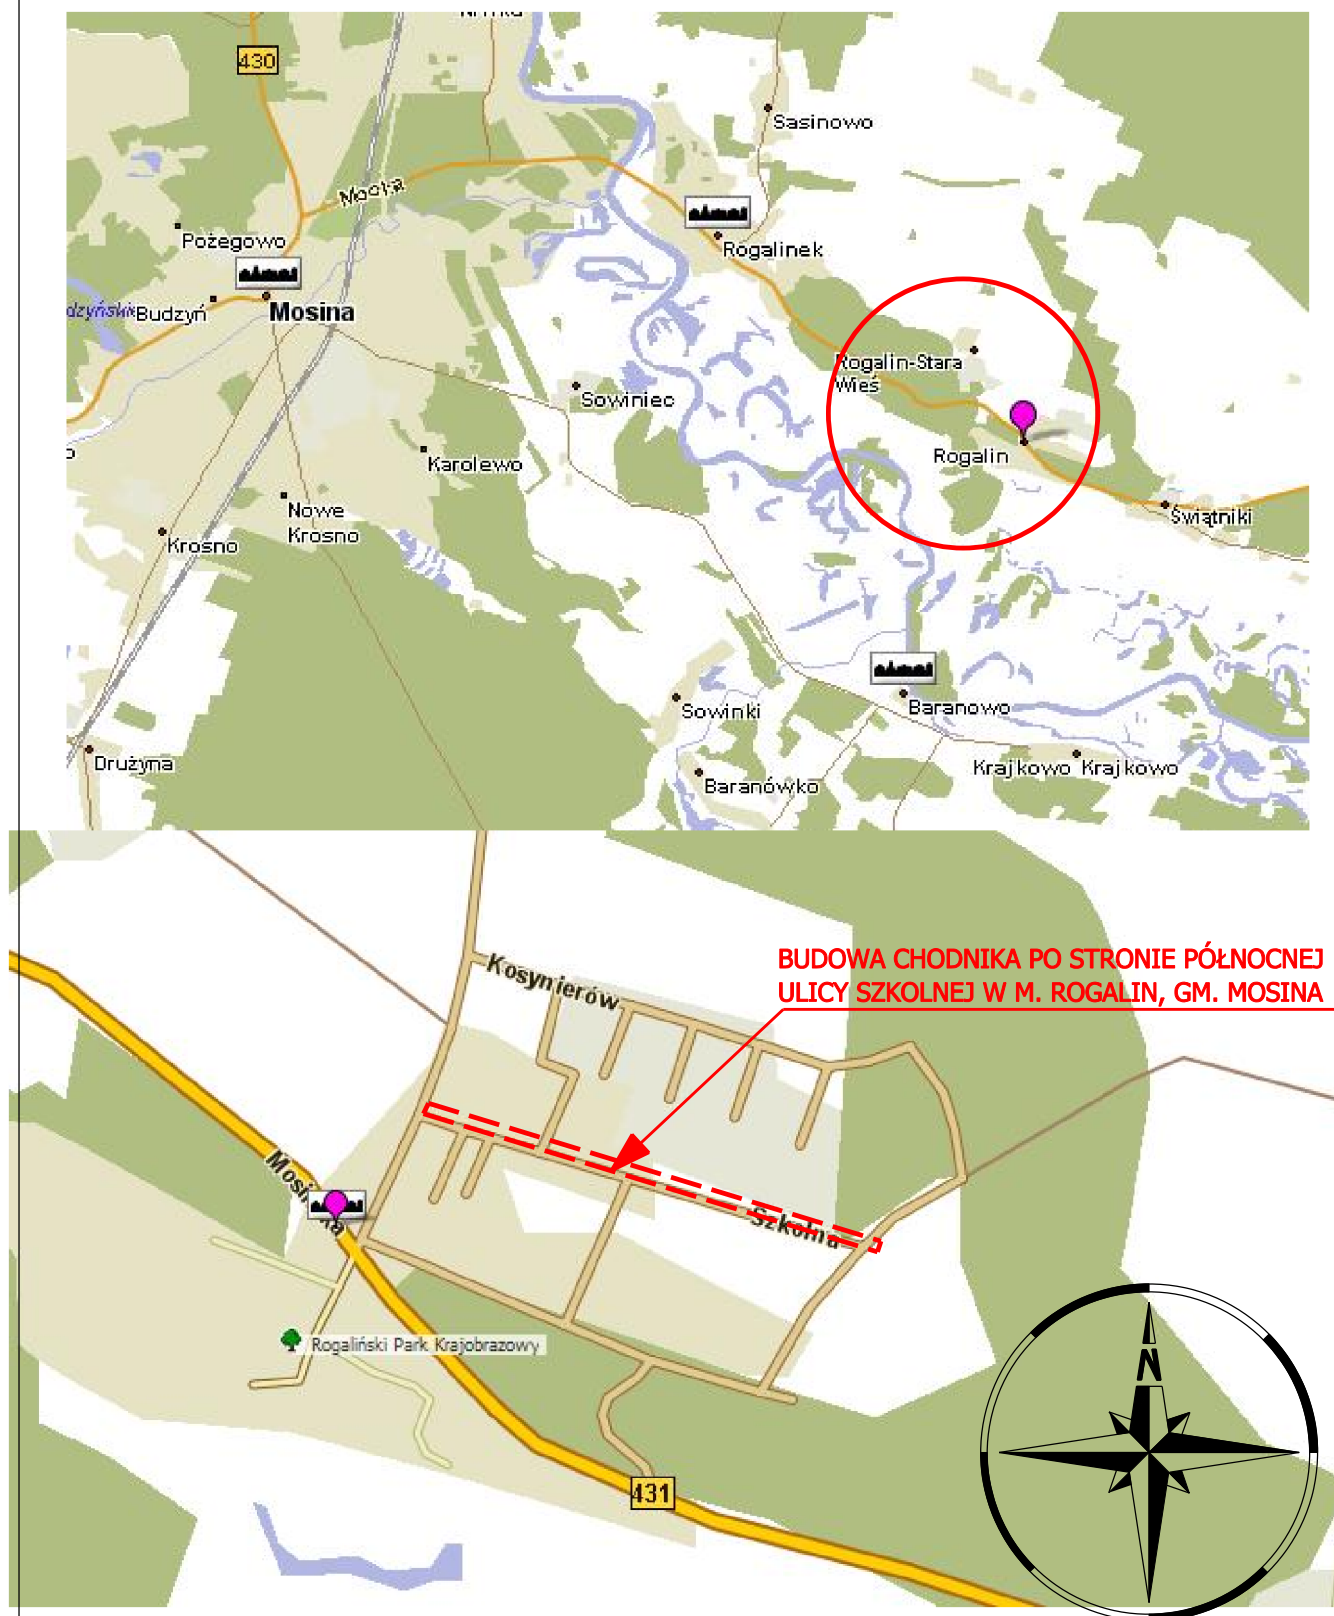 430
Sasinowo
Pożegowo
Rogalinek
Budzyń
Mosina
Rogalin-Stara
Wieś
Sowiniec
Karolewo
Rogalin
Nowe
Krosno
Krosno
Świątniki
Sowinki
Baranowo
Drużyna
Baranówko
Krajkowo Krajkowo
BUDOWA CHODNIKA PO STRONIE PÓŁNOCNEJ
ULICY SZKOLNEJ W M. ROGALIN, GM. MOSINA
Kosynierów
Szkolna
Rogaliński Park Krajobrazowy
N
431